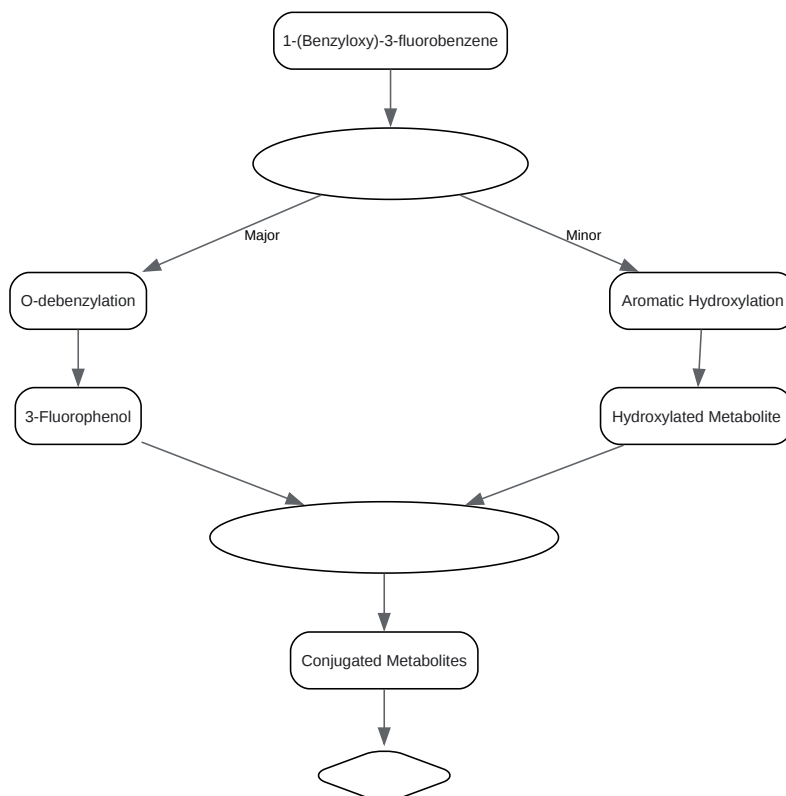 1-(Benzyloxy)-3-fluorobenzene
Major
Minor
O-debenzylation
Aromatic Hydroxylation
3-Fluorophenol
Hydroxylated Metabolite
Conjugated Metabolites